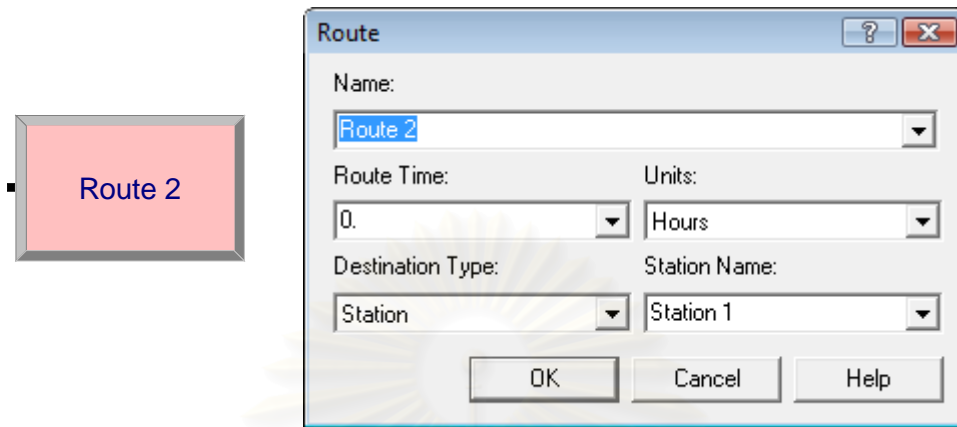 Route 2
Route
Name:
Route 2
Route Time: Units:
0. Hours
Destination Type: Station Name:
Station Station 1
OK Cancel Help